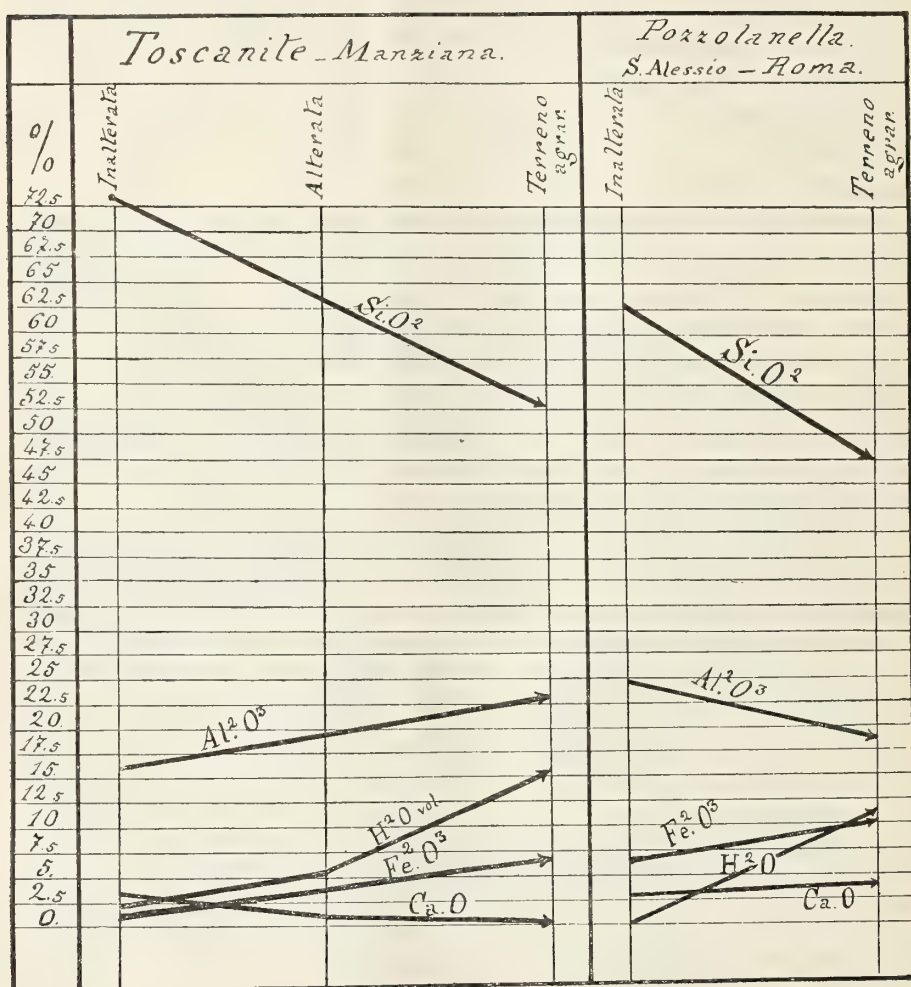 Toscanite - Manziana.
Pozzolanella.
S. Alessio - Roma.
%
Inalterata
Alterata
Terreno agrar.
Inalterata
Terreno agrar.
72.5
70
67.5
65
62.5
60
57.5
55
52.5
50
47.5
45
42.5
40
37.5
35
32.5
30
27.5
25
22.5
20.
17.5
15.
12.5
10
7.5
5.
2.5
0.
Si.O²
Al².O³
H²O vol.
Fe².O³
Ca.O
Si.O²
Al².O³
Fe².O³
H²O
Ca.O